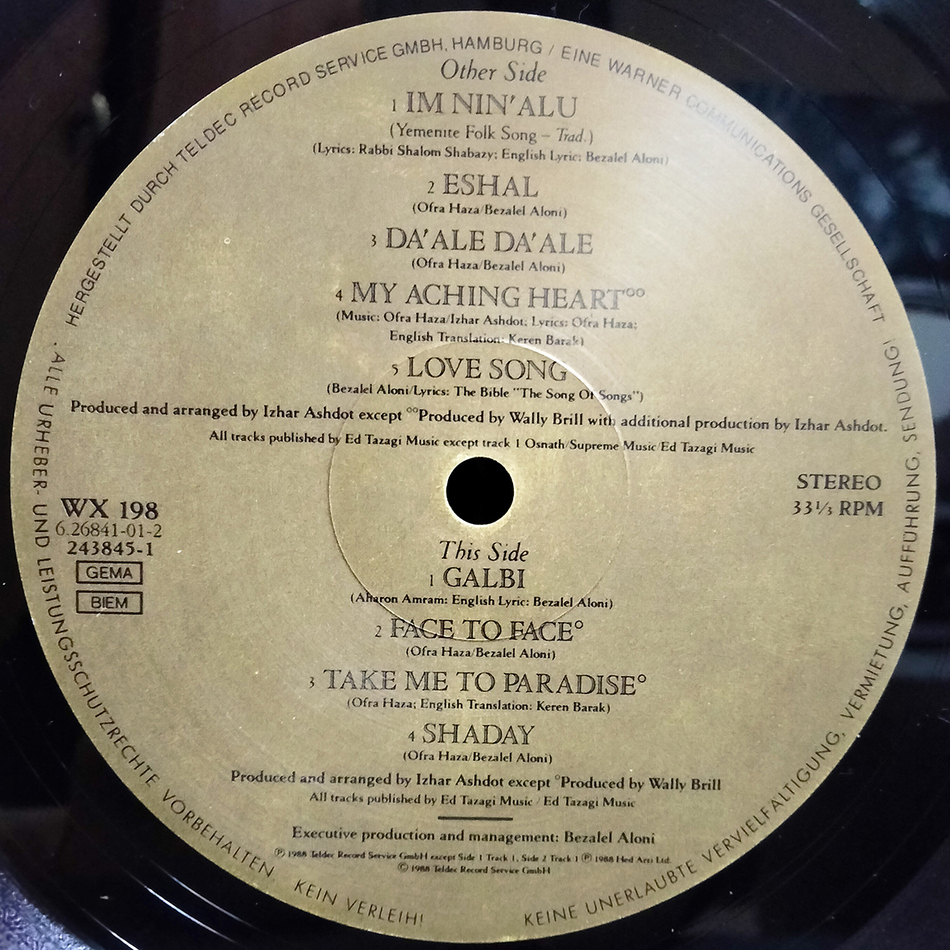 HERGESTELLT DURCH TELDEC RECORD SERVICE GMBH, HAMBURG / EINE WARNER COMMUNICATIONS GESELLSCHAFT
Other Side
1 IM NIN'ALU
(Yemenite Folk Song – Trad.)
(Lyrics: Rabbi Shalom Shabazy; English Lyric: Bezalel Aloni)
2 ESHAL
(Ofra Haza/Bezalel Aloni)
3 DA'ALE DA'ALE
(Ofra Haza/Bezalel Aloni)
4 MY ACHING HEART°°
(Music: Ofra Haza/Izhar Ashdot; Lyrics: Ofra Haza;
English Translation: Keren Barak)
5 LOVE SONG
(Bezalel Aloni/Lyrics: The Bible "The Song Of Songs")
Produced and arranged by Izhar Ashdot except °°Produced by Wally Brill with additional production by Izhar Ashdot.
All tracks published by Ed Tazagi Music except track 1 Osnath/Supreme Music/Ed Tazagi Music
WX 198
6.26841-01-2
243845-1
GEMA
BIEM
STEREO
33⅓ RPM
This Side
1 GALBI
(Aharon Amram: English Lyric: Bezalel Aloni)
2 FACE TO FACE°
(Ofra Haza/Bezalel Aloni)
3 TAKE ME TO PARADISE°
(Ofra Haza; English Translation: Keren Barak)
4 SHADAY
(Ofra Haza/Bezalel Aloni)
Produced and arranged by Izhar Ashdot except °Produced by Wally Brill
All tracks published by Ed Tazagi Music / Ed Tazagi Music
Executive production and management: Bezalel Aloni
Ⓟ 1988 Teldec Record Service GmbH except Side 1 Track 1, Side 2 Track 1 Ⓟ 1988 Hed Arzi Ltd.
© 1988 Teldec Record Service GmbH
· ALLE URHEBER- UND LEISTUNGSSCHUTZRECHTE VORBEHALTEN. KEIN VERLEIH!
KEINE UNERLAUBTE VERVIELFÄLTIGUNG, VERMIETUNG, AUFFÜHRUNG, SENDUNG!